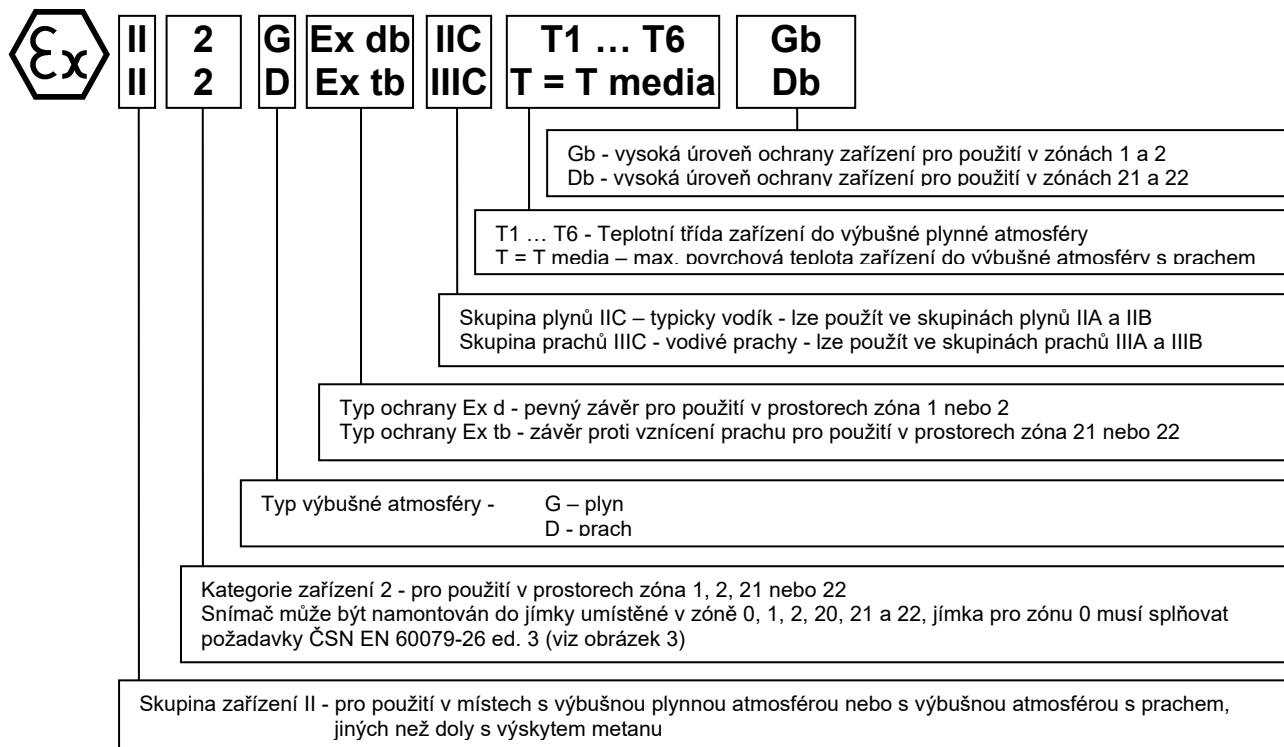 Ex II 2 G Ex db IIC T1 … T6 Gb
II 2 D Ex tb IIIC T = T media Db
Gb - vysoká úroveň ochrany zařízení pro použití v zónách 1 a 2
Db - vysoká úroveň ochrany zařízení pro použití v zónách 21 a 22
T1 … T6 - Teplotní třída zařízení do výbušné plynné atmosféry
T = T media – max. povrchová teplota zařízení do výbušné atmosféry s prachem
Skupina plynů IIC – typicky vodík - lze použít ve skupinách plynů IIA a IIB
Skupina prachů IIIC - vodivé prachy - lze použít ve skupinách prachů IIIA a IIIB
Typ ochrany Ex d - pevný závěr pro použití v prostorech zóna 1 nebo 2
Typ ochrany Ex tb - závěr proti vznícení prachu pro použití v prostorech zóna 21 nebo 22
Typ výbušné atmosféry - G – plyn
D - prach
Kategorie zařízení 2 - pro použití v prostorech zóna 1, 2, 21 nebo 22
Snímač může být namontován do jímky umístěné v zóně 0, 1, 2, 20, 21 a 22, jímka pro zónu 0 musí splňovat
požadavky ČSN EN 60079-26 ed. 3 (viz obrázek 3)
Skupina zařízení II - pro použití v místech s výbušnou plynnou atmosférou nebo s výbušnou atmosférou s prachem,
jiných než doly s výskytem metanu